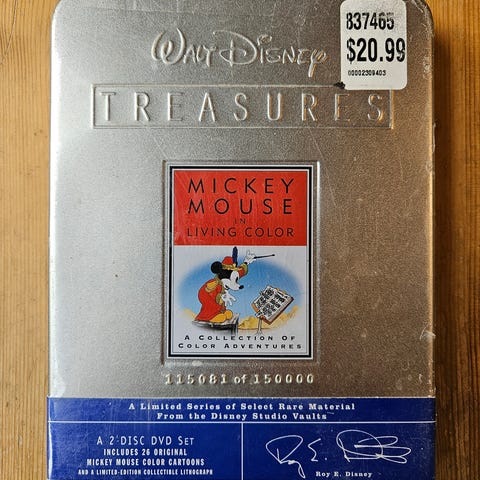 837465
$20.99
00002309403
WALT DISNEY
TREASURES
MICKEY
MOUSE
IN
LIVING COLOR
A COLLECTION OF
COLOR ADVENTURES
115081 of 150000
A Limited Series of Select Rare Material
From the Disney Studio Vaults
A 2-DISC DVD SET
INCLUDES 26 ORIGINAL
MICKEY MOUSE COLOR CARTOONS
AND A LIMITED-EDITION COLLECTIBLE LITHOGRAPH
Roy E. Disney
Roy E. Disney